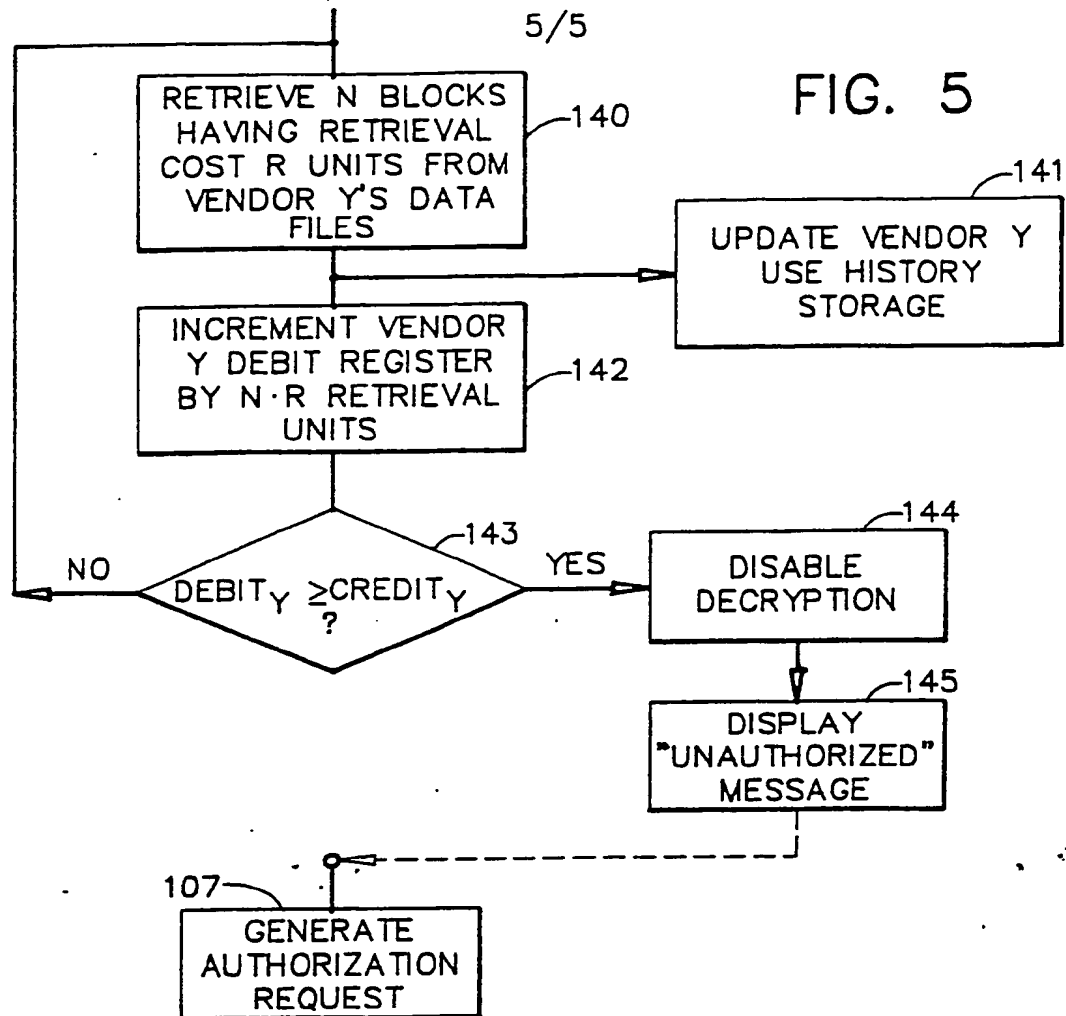 5/5
FIG. 5
RETRIEVE N BLOCKS
HAVING RETRIEVAL
COST R UNITS FROM
VENDOR Y'S DATA
FILES
140
141
UPDATE VENDOR Y
USE HISTORY
STORAGE
INCREMENT VENDOR
Y DEBIT REGISTER
BY N·R RETRIEVAL
UNITS
142
143
NO
DEBITY ≥CREDITY
?
YES
144
DISABLE
DECRYPTION
145
DISPLAY
"UNAUTHORIZED"
MESSAGE
107
GENERATE
AUTHORIZATION
REQUEST